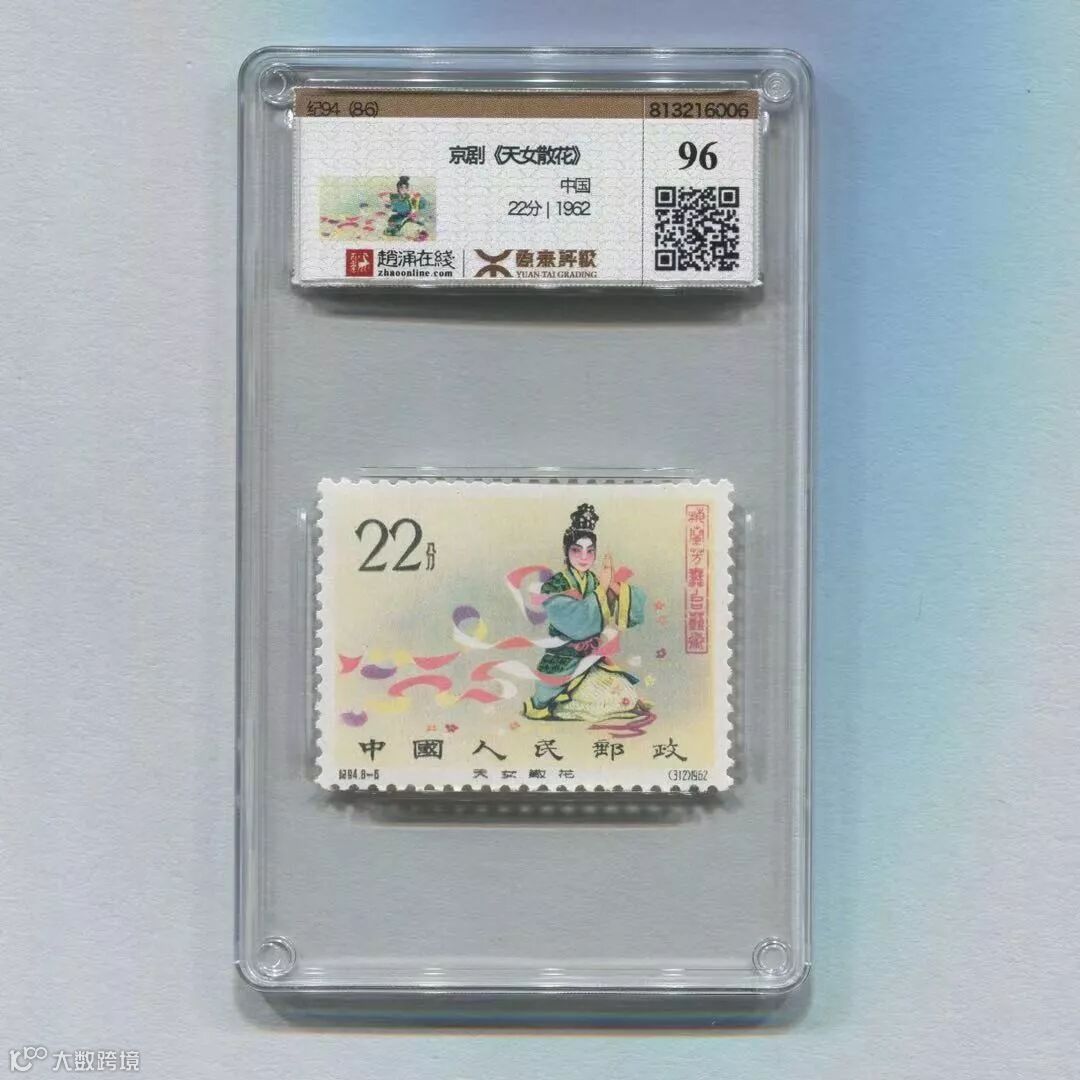 纪94 (8-6)
813216006
京剧《天女散花》
96
中国
22分 | 1962
趙涌在綫
zhaoonline.com
源泰評級
YUAN-TAI GRADING
22分
梅蘭芳舞台藝術
中國人民郵政
紀94.8-6
天女散花
(312)1962
大数跨境